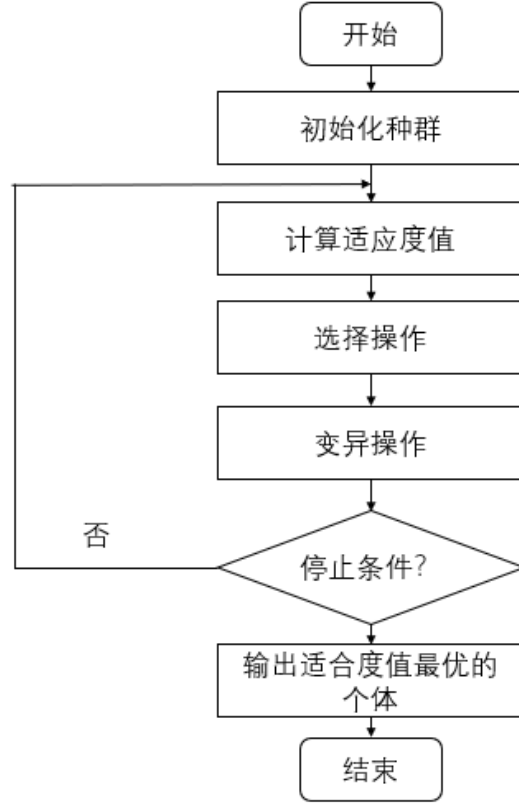 开始
初始化种群
计算适应度值
选择操作
变异操作
否
停止条件?
输出适合度值最优的
个体
结束